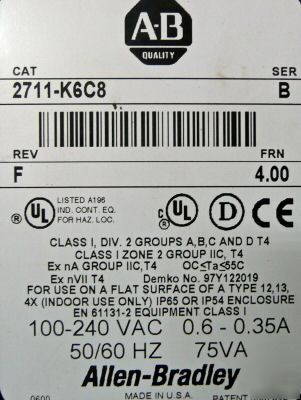 A-B
QUALITY
CAT SER
2711-K6C8 B
REV FRN
F 4.00
LISTED A196
IND. CONT. EQ.
FOR HAZ. LOC.
CLASS I, DIV. 2 GROUPS A,B,C AND D T4
CLASS I ZONE 2 GROUP IIC, T4
Ex nA GROUP IIC,T4 OC≤Ta≤55C
Ex nVII T4 Demko No. 97Y122019
FOR USE ON A FLAT SURFACE OF A TYPE 12,13,
4X (INDOOR USE ONLY) IP65 OR IP54 ENCLOSURE
EN 61131-2 EQUIPMENT CLASS I
100-240 VAC 0.6 - 0.35A
50/60 HZ 75VA
Allen-Bradley
0600 MADE IN U.S.A.